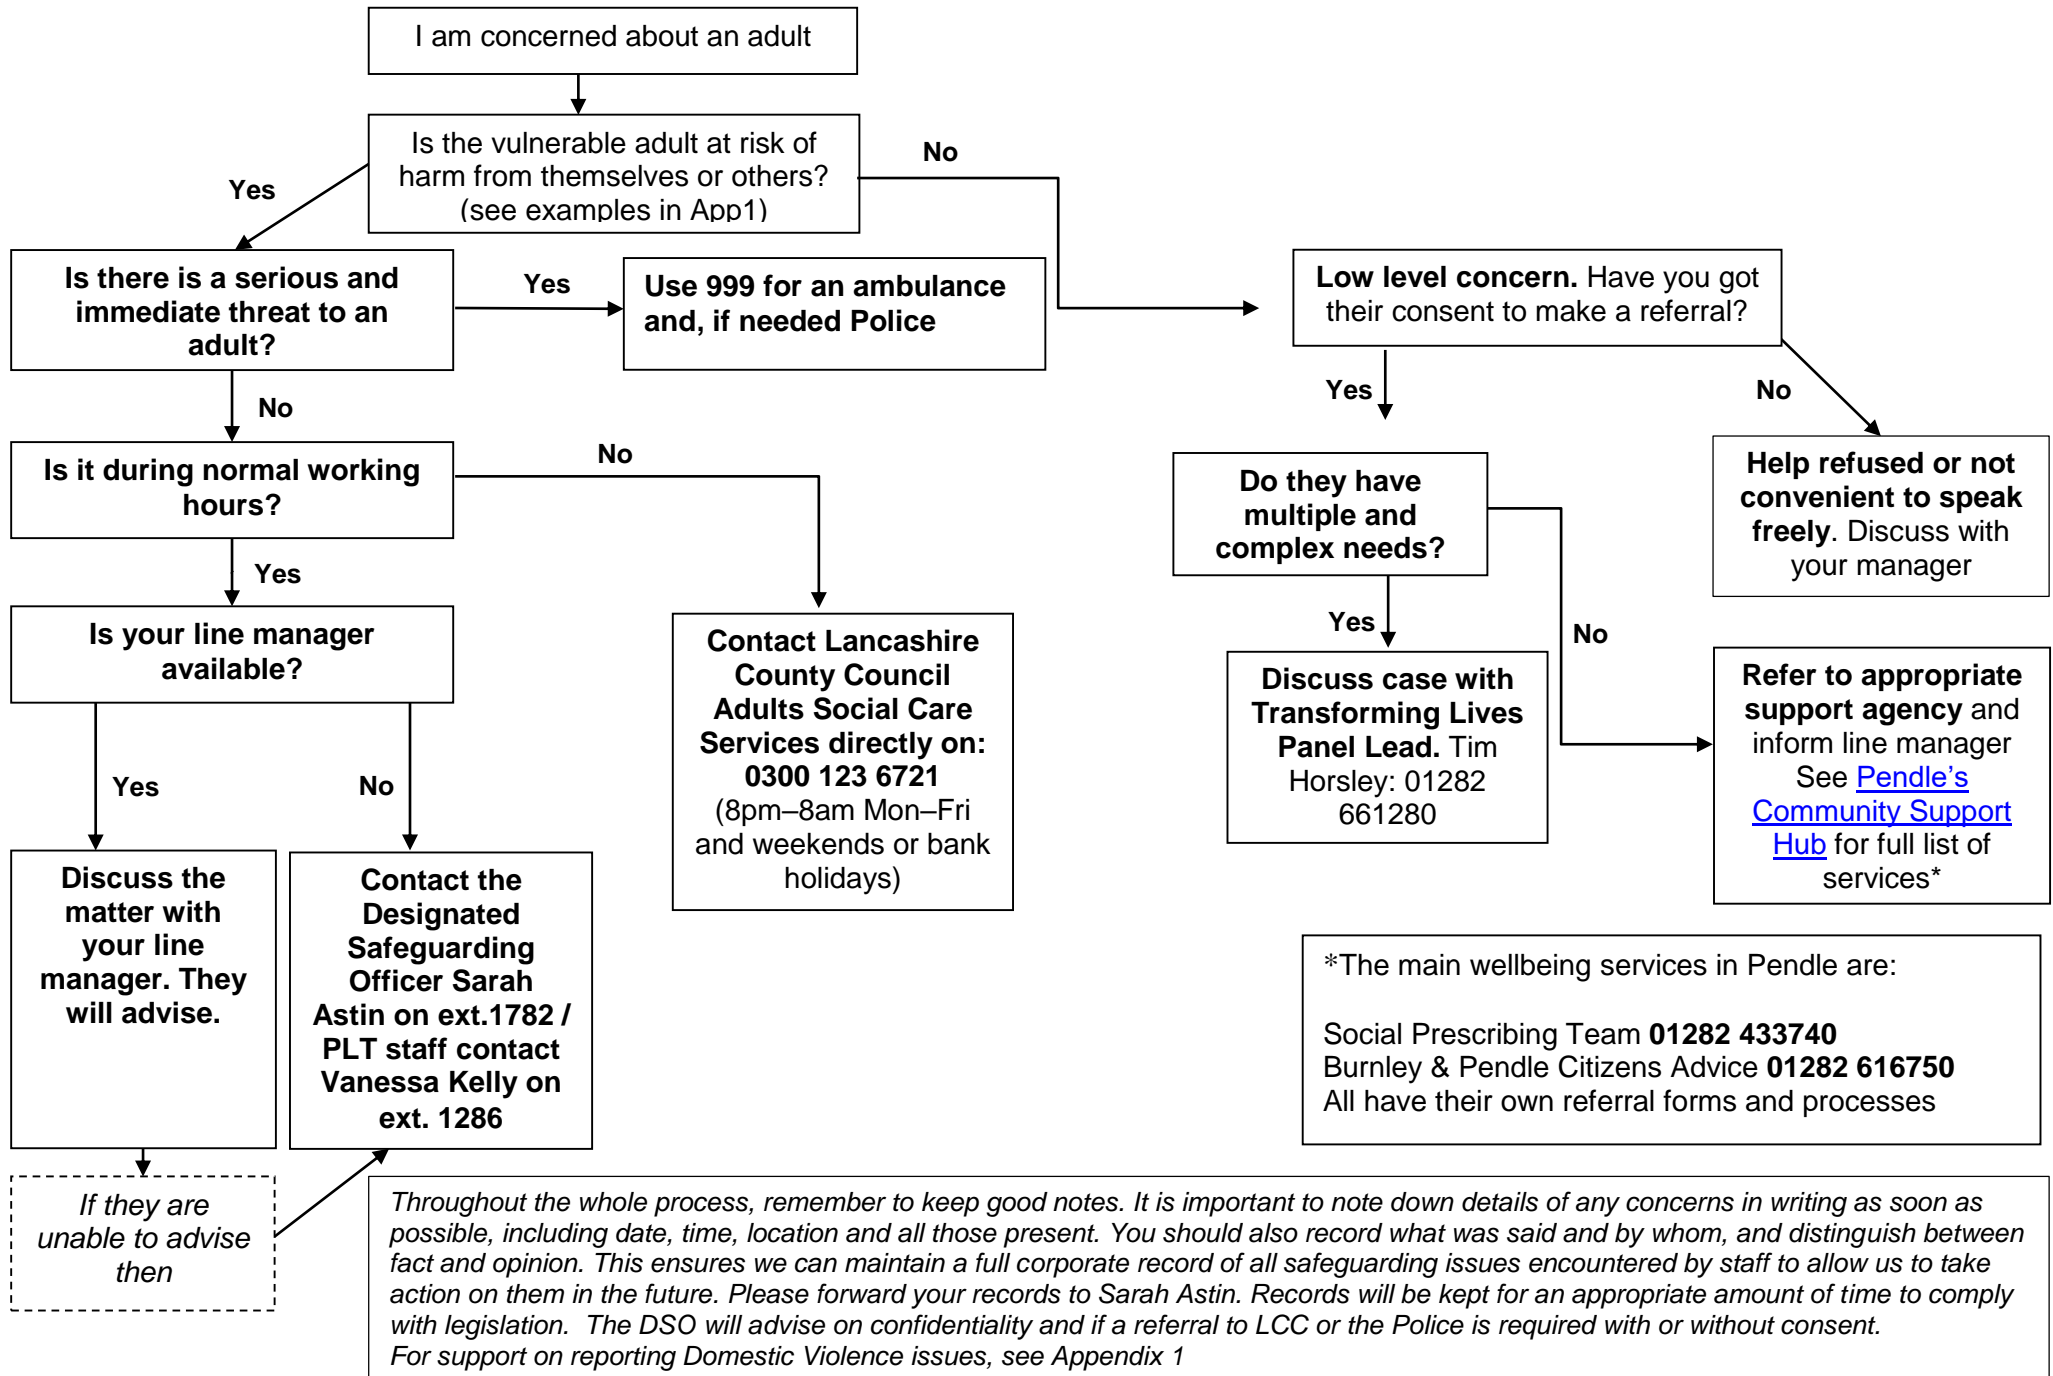 I am concerned about an adult
Is the vulnerable adult at risk of
harm from themselves or others?
(see examples in App1)
Yes
No
Is there is a serious and
immediate threat to an
adult?
Yes
Use 999 for an ambulance
and, if needed Police
Low level concern. Have you got
their consent to make a referral?
No
Yes
No
Is it during normal working
hours?
No
Yes
Do they have
multiple and
complex needs?
Help refused or not
convenient to speak
freely. Discuss with
your manager
Is your line manager
available?
Contact Lancashire
County Council
Adults Social Care
Services directly on:
0300 123 6721
(8pm–8am Mon–Fri
and weekends or bank
holidays)
Yes
No
Discuss case with
Transforming Lives
Panel Lead. Tim
Horsley: 01282
661280
Refer to appropriate
support agency and
inform line manager
See Pendle’s
Community Support
Hub for full list of
services*
Yes
No
Discuss the
matter with
your line
manager. They
will advise.
Contact the
Designated
Safeguarding
Officer Sarah
Astin on ext.1782 /
PLT staff contact
Vanessa Kelly on
ext. 1286
*The main wellbeing services in Pendle are:
Social Prescribing Team 01282 433740
Burnley & Pendle Citizens Advice 01282 616750
All have their own referral forms and processes
If they are
unable to advise
then
Throughout the whole process, remember to keep good notes. It is important to note down details of any concerns in writing as soon as
possible, including date, time, location and all those present. You should also record what was said and by whom, and distinguish between
fact and opinion. This ensures we can maintain a full corporate record of all safeguarding issues encountered by staff to allow us to take
action on them in the future. Please forward your records to Sarah Astin. Records will be kept for an appropriate amount of time to comply
with legislation.  The DSO will advise on confidentiality and if a referral to LCC or the Police is required with or without consent.
For support on reporting Domestic Violence issues, see Appendix 1